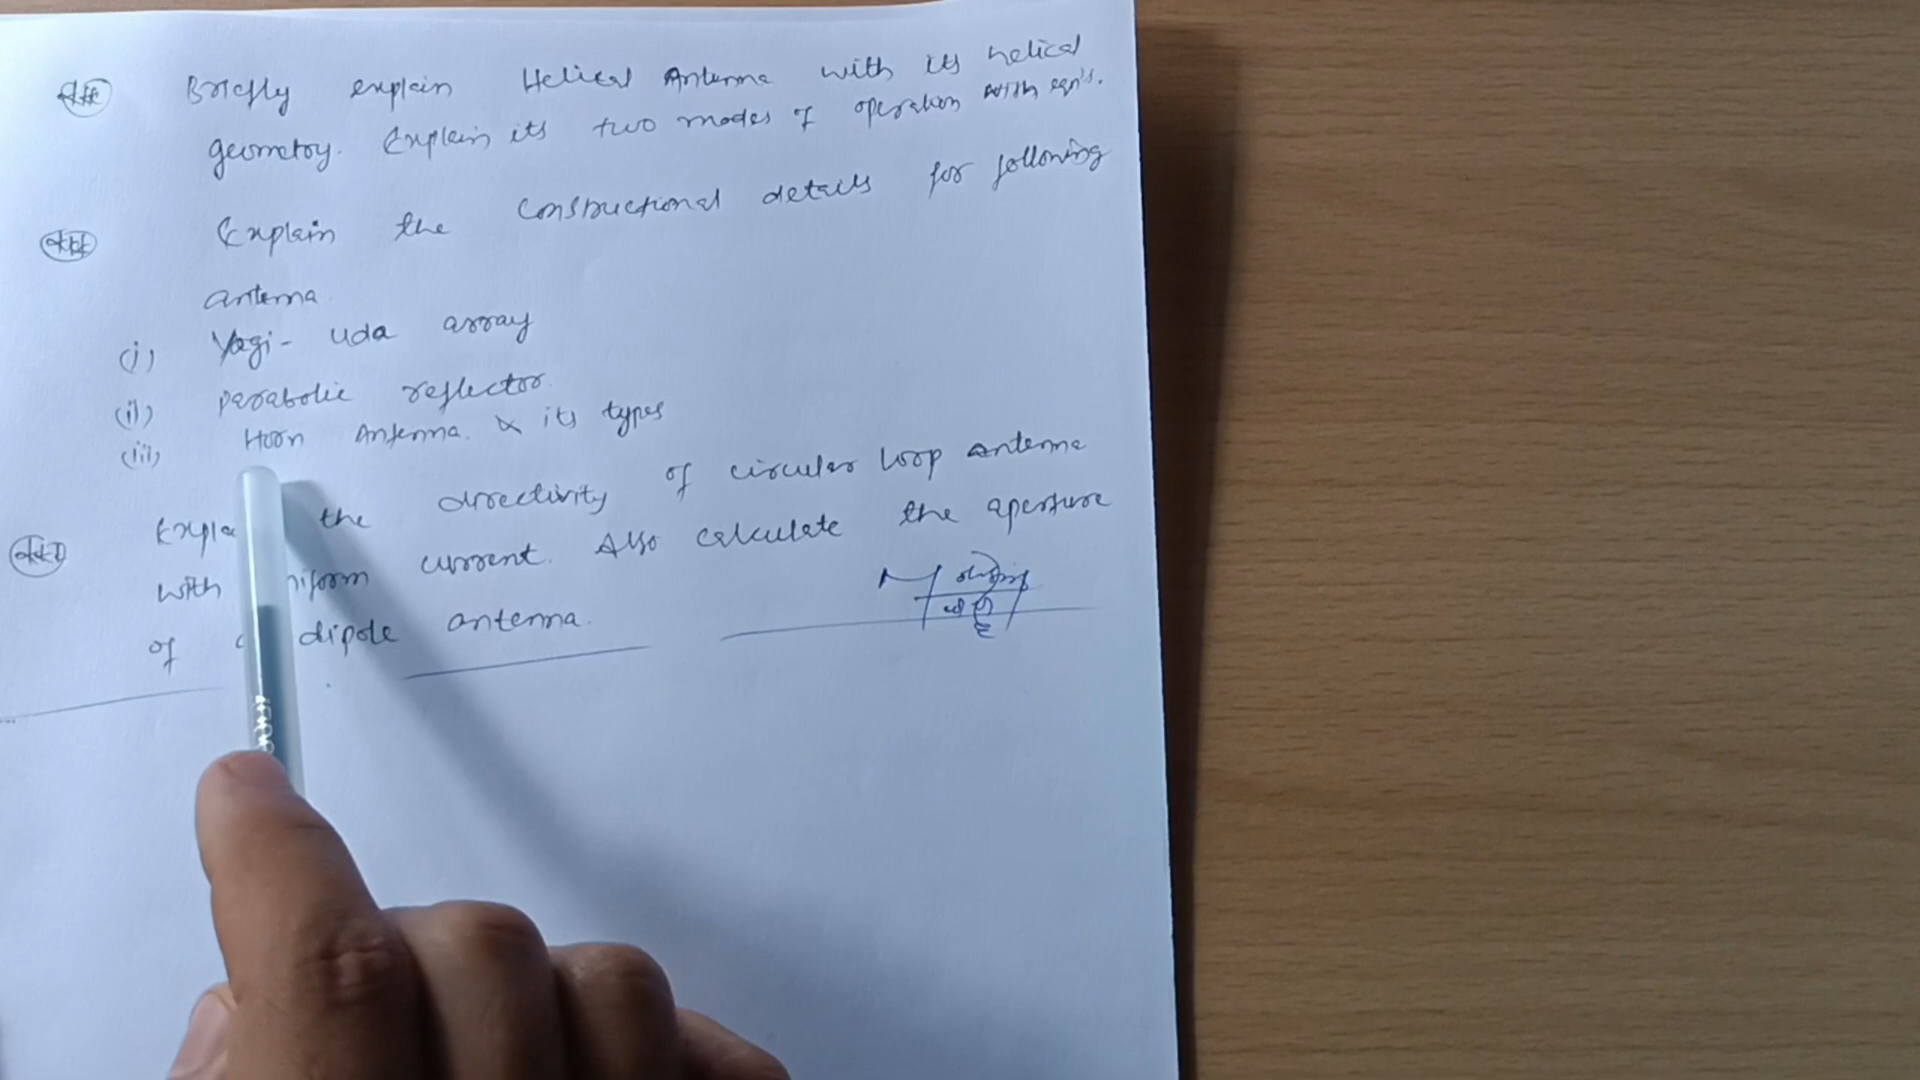 Briefly explain Helical Antenna with its helical
geometry. Explain its two modes of operation with eqn's.
Explain the constructional details for following
antenna
(i) Yagi-Uda array
(ii) parabolic reflector.
(iii) Horn Antenna & its types
the directivity of circular loop antenna
with current. Also calculate the aperture
of dipole antenna.